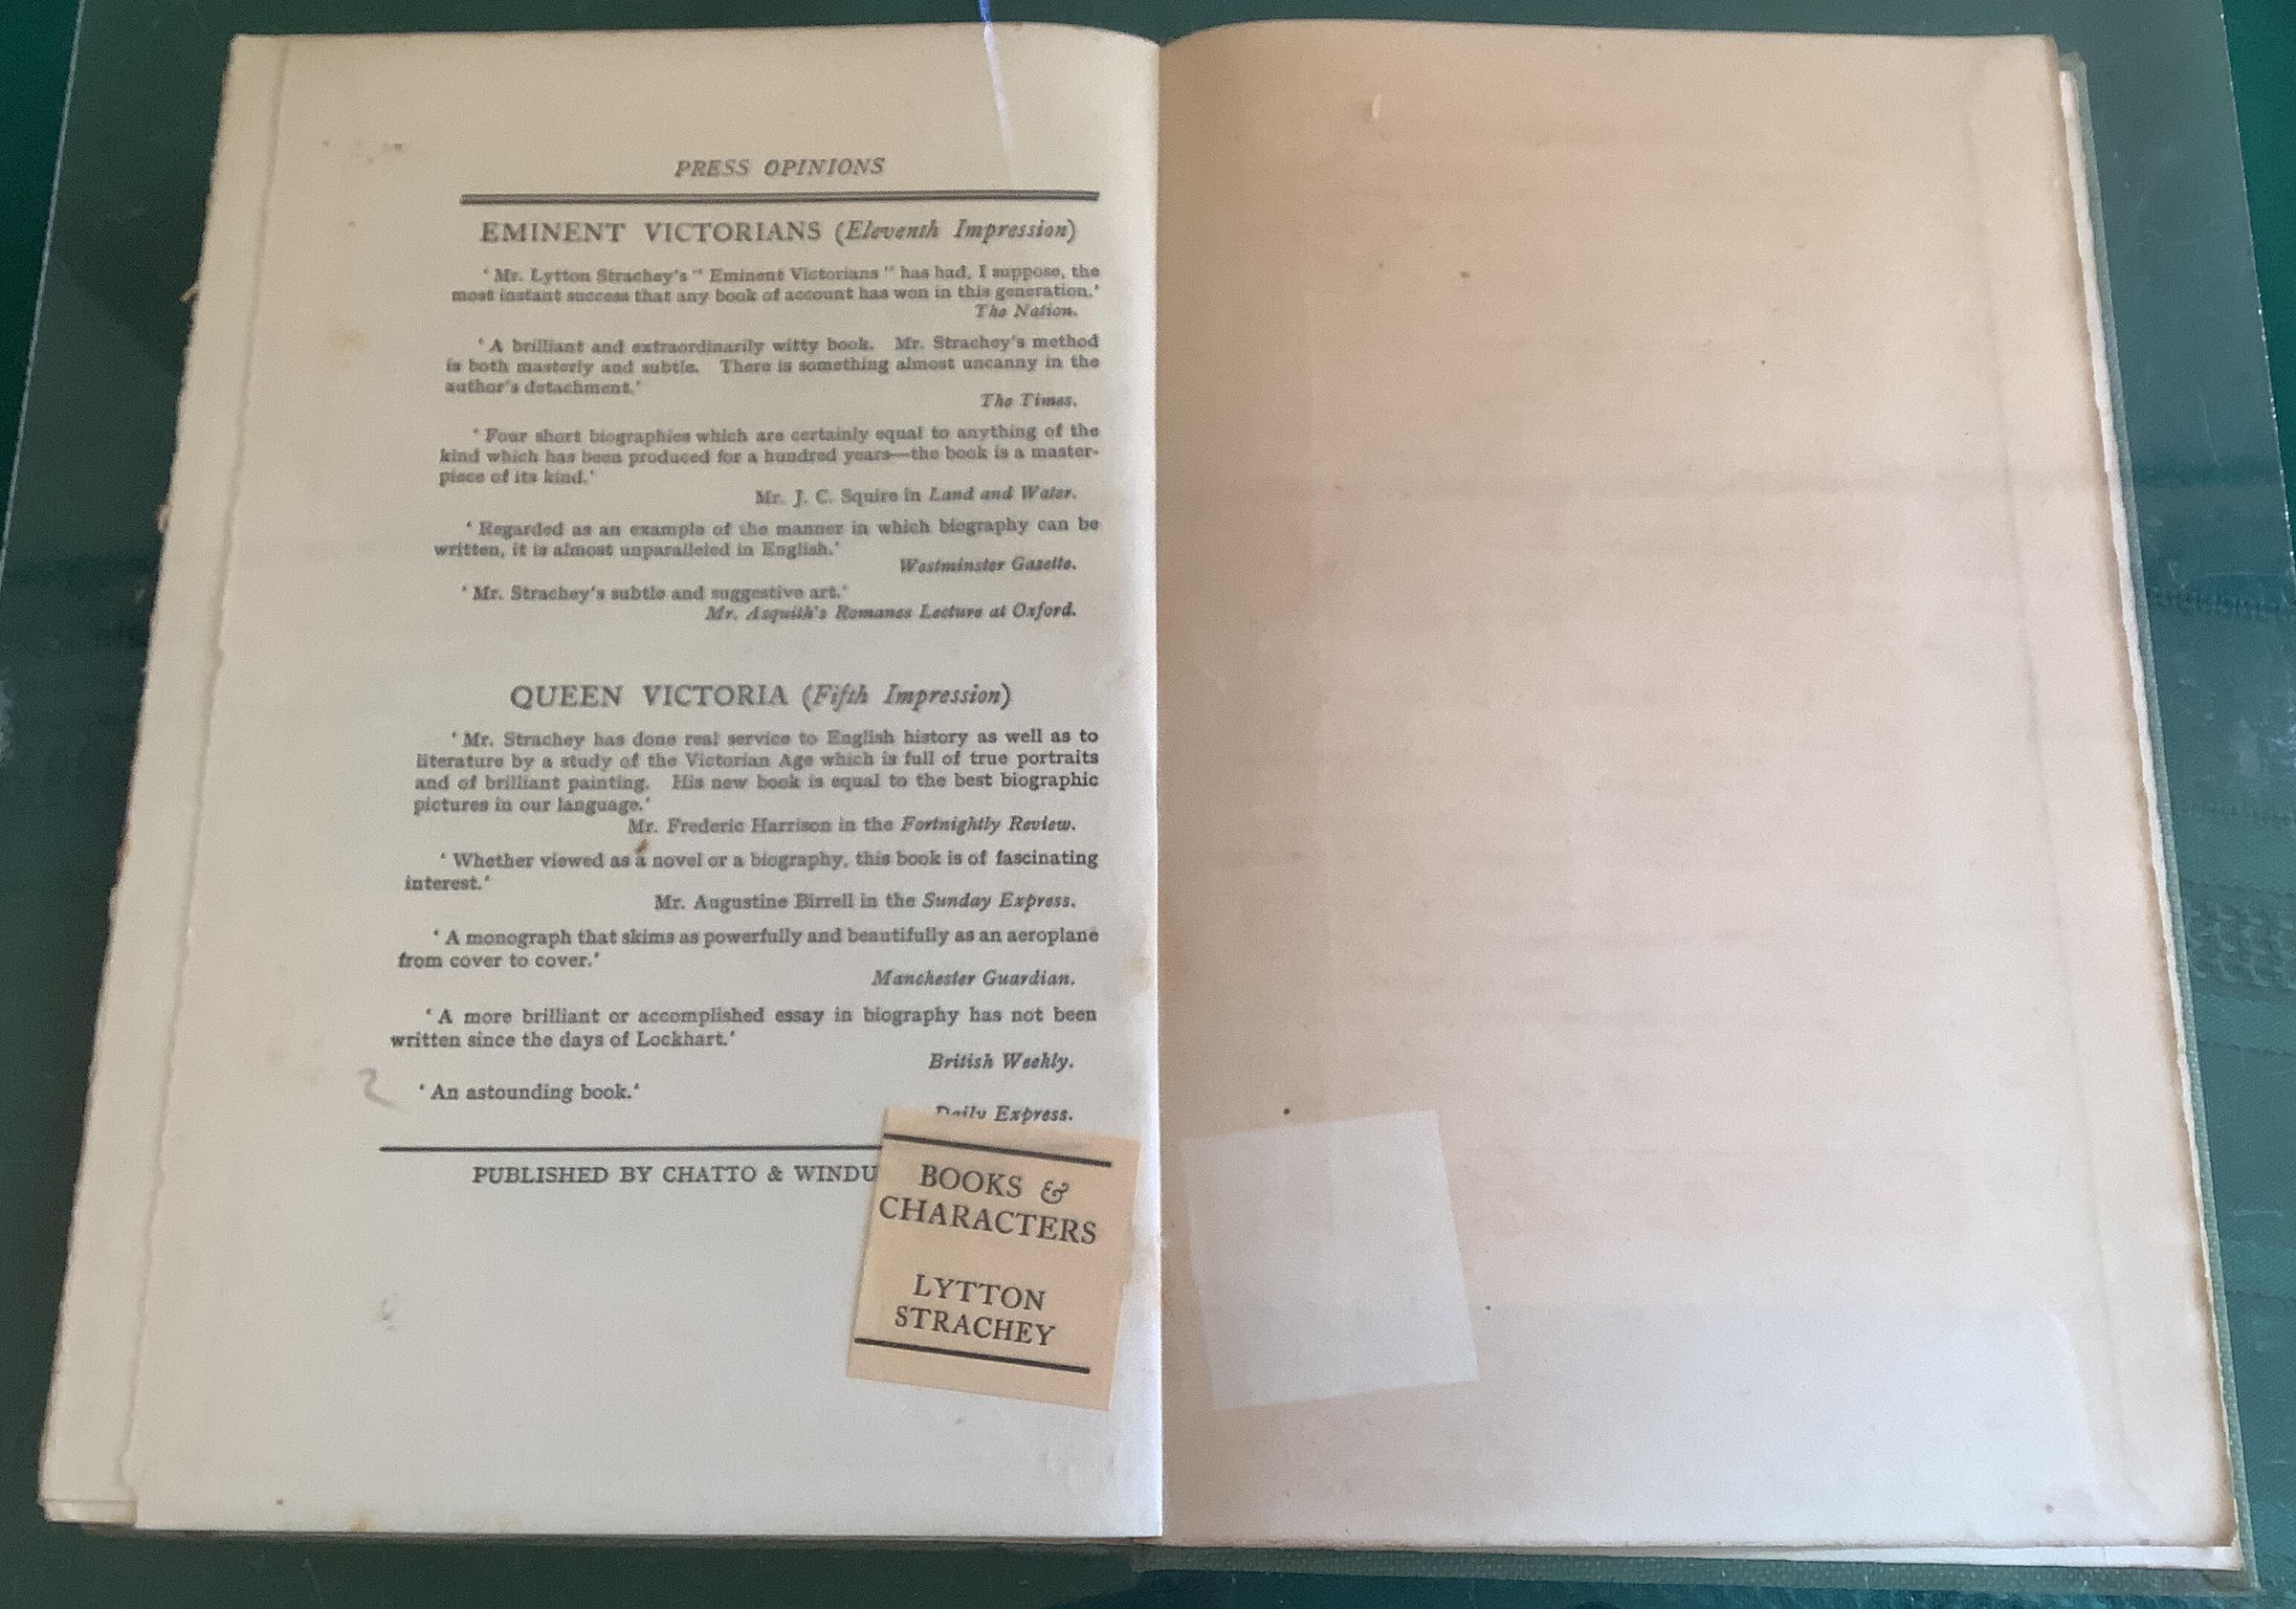 PRESS OPINIONS
EMINENT VICTORIANS (Eleventh Impression)
‘ Mr. Lytton Strachey's “ Eminent Victorians ” has had, I suppose, the
most instant success that any book of account has won in this generation.’
The Nation.
‘ A brilliant and extraordinarily witty book. Mr. Strachey's method
is both masterly and subtle. There is something almost uncanny in the
author's detachment.’
The Times.
‘ Four short biographies which are certainly equal to anything of the
kind which has been produced for a hundred years—the book is a master-
piece of its kind.’
Mr. J. C. Squire in Land and Water.
‘ Regarded as an example of the manner in which biography can be
written, it is almost unparalleled in English.’
Westminster Gazette.
‘ Mr. Strachey's subtle and suggestive art.’
Mr. Asquith's Romanes Lecture at Oxford.
QUEEN VICTORIA (Fifth Impression)
‘ Mr. Strachey has done real service to English history as well as to
literature by a study of the Victorian Age which is full of true portraits
and of brilliant painting. His new book is equal to the best biographic
pictures in our language.’
Mr. Frederic Harrison in the Fortnightly Review.
‘ Whether viewed as a novel or a biography, this book is of fascinating
interest.’
Mr. Augustine Birrell in the Sunday Express.
‘ A monograph that skims as powerfully and beautifully as an aeroplane
from cover to cover.’
Manchester Guardian.
‘ A more brilliant or accomplished essay in biography has not been
written since the days of Lockhart.’
British Weekly.
2
‘ An astounding book.’
Daily Express.
PUBLISHED BY CHATTO & WINDU
BOOKS &
CHARACTERS
LYTTON
STRACHEY